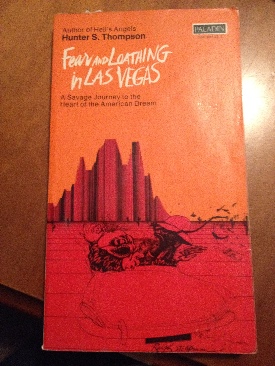 Author of Hell's Angels
Hunter S. Thompson
PALADIN
FEAR AND LOATHING
IN LAS VEGAS
A Savage Journey to the
Heart of the American Dream